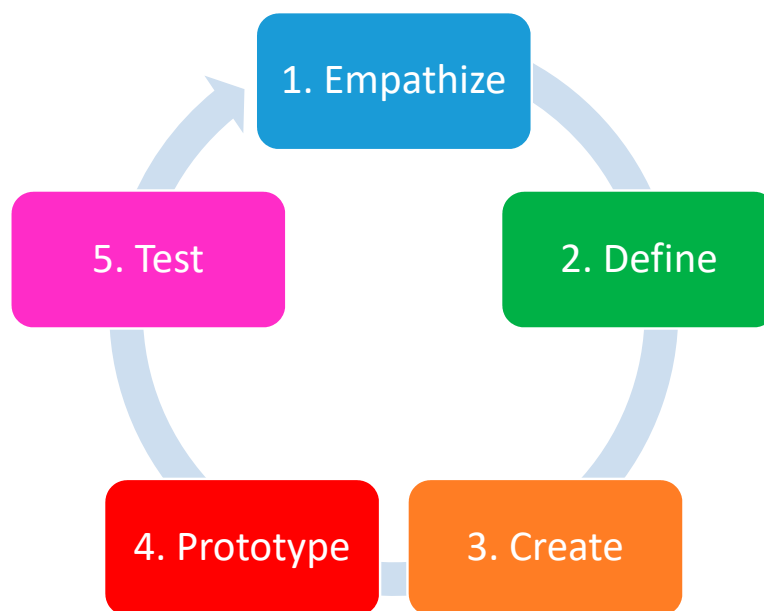 1. Empathize
2. Define
3. Create
4. Prototype
5. Test